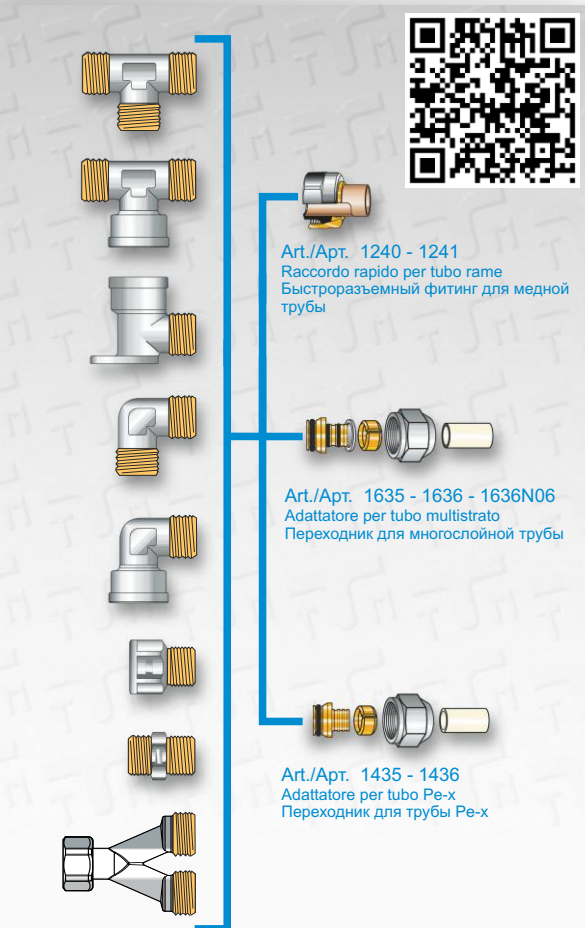 Art./Арт. 1240 - 1241
Raccordo rapido per tubo rame
Быстроразъемный фитинг для медной
трубы
Art./Арт. 1635 - 1636 - 1636N06
Adattatore per tubo multistrato
Переходник для многослойной трубы
Art./Арт. 1435 - 1436
Adattatore per tubo Pe-x
Переходник для трубы Pe-x